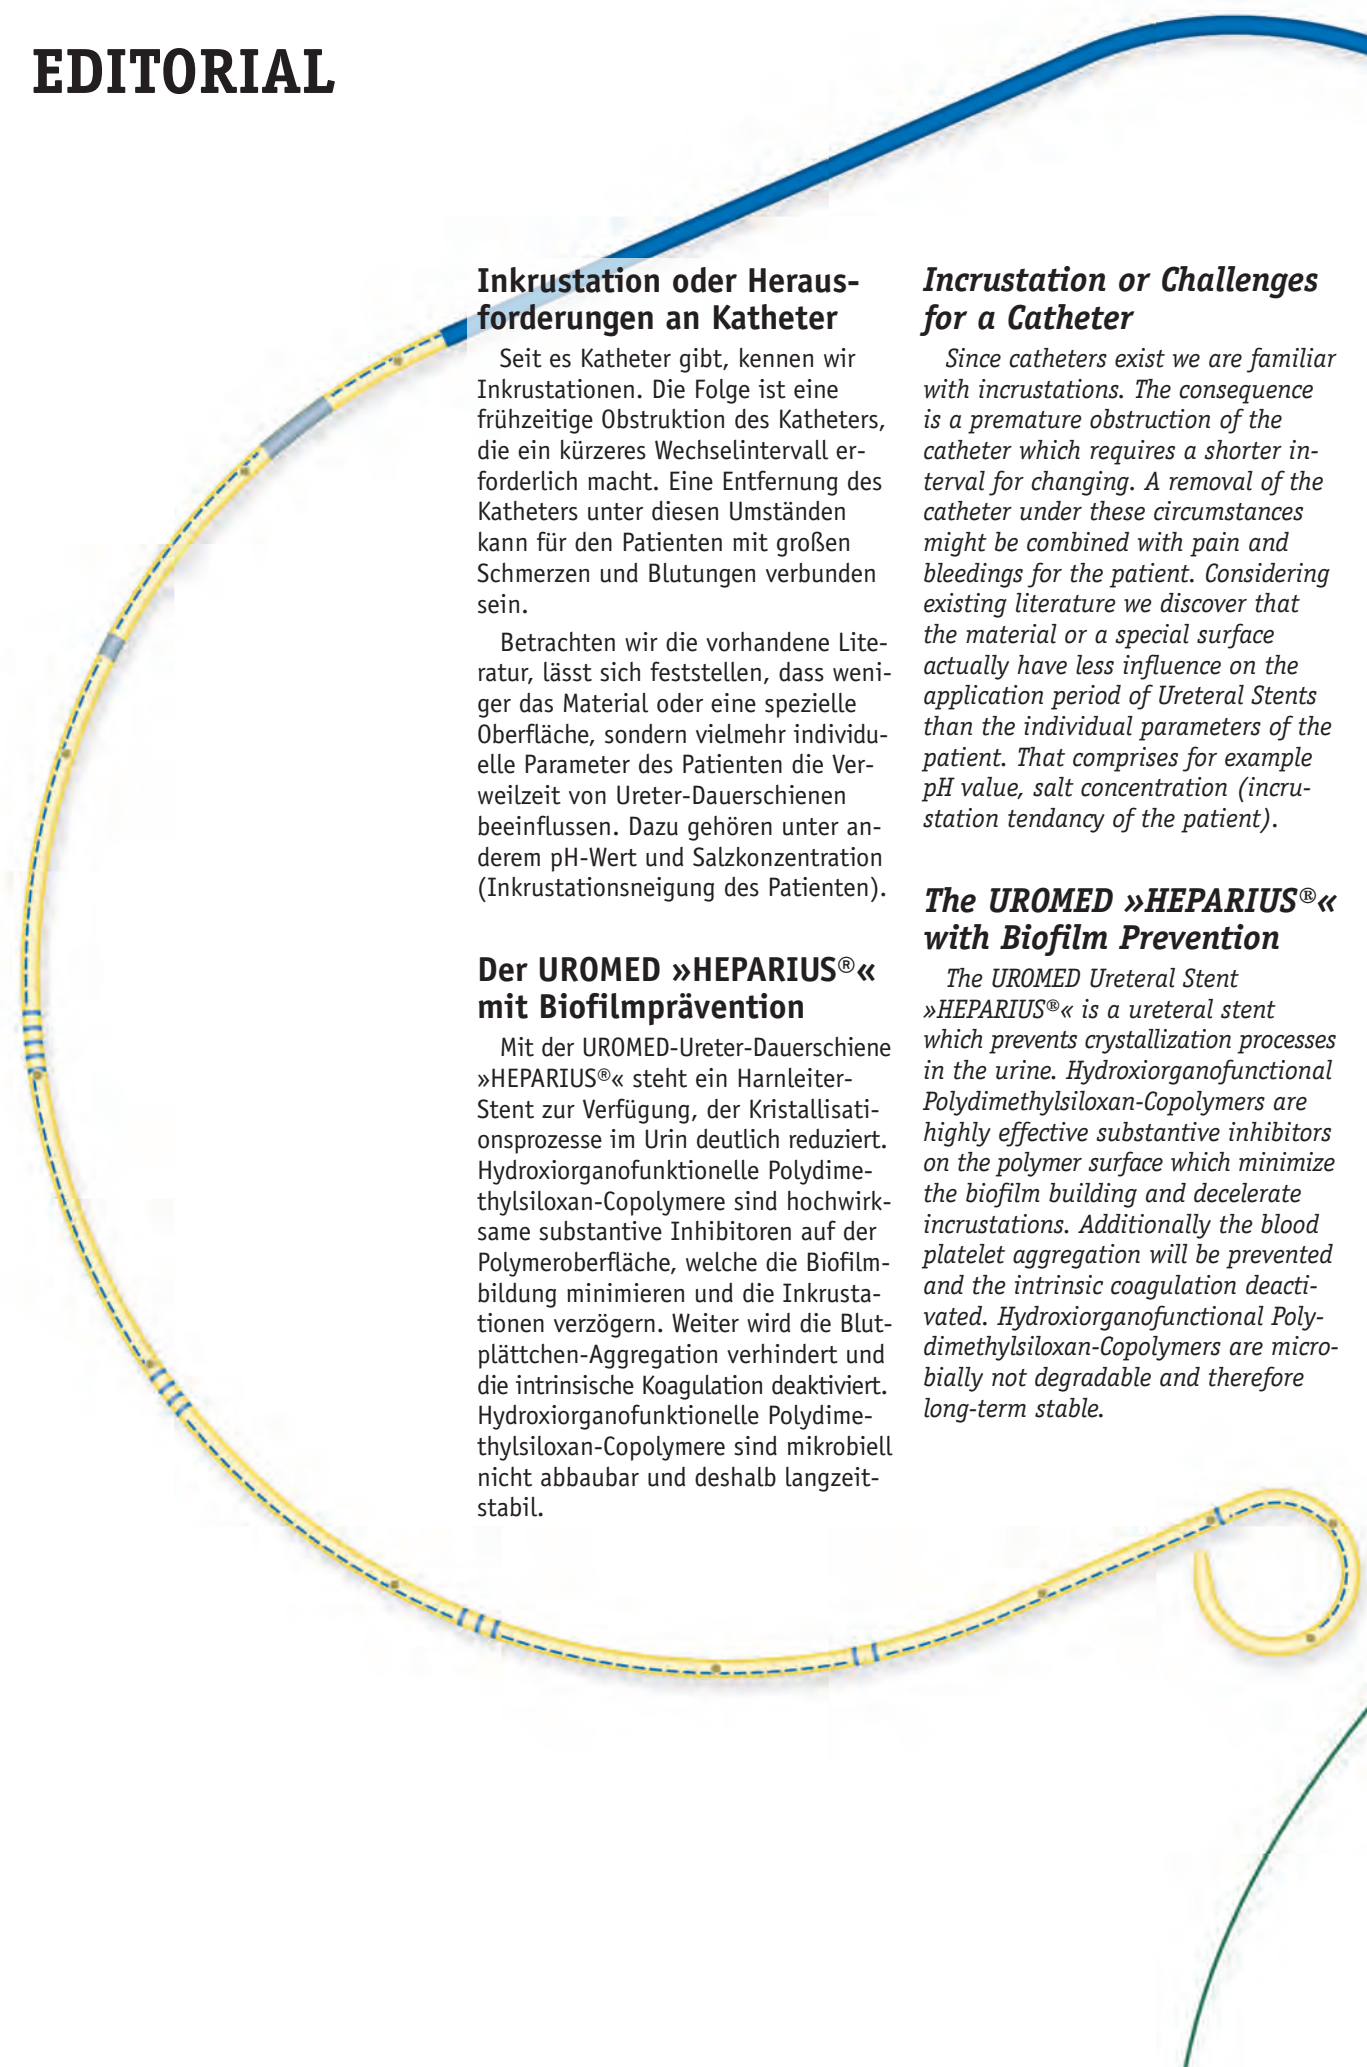 EDITORIAL
Inkrustation oder Heraus-
forderungen an Katheter
Seit es Katheter gibt, kennen wir
Inkrustationen. Die Folge ist eine
frühzeitige Obstruktion des Katheters,
die ein kürzeres Wechselintervall er-
forderlich macht. Eine Entfernung des
Katheters unter diesen Umständen
kann für den Patienten mit großen
Schmerzen und Blutungen verbunden
sein.
Betrachten wir die vorhandene Lite-
ratur, lässt sich feststellen, dass weni-
ger das Material oder eine spezielle
Oberfläche, sondern vielmehr individu-
elle Parameter des Patienten die Ver-
weilzeit von Ureter-Dauerschienen
beeinflussen. Dazu gehören unter an-
derem pH-Wert und Salzkonzentration
(Inkrustationsneigung des Patienten).
Der UROMED »HEPARIUS®«
mit Biofilmprävention
Mit der UROMED-Ureter-Dauerschiene
»HEPARIUS®« steht ein Harnleiter-
Stent zur Verfügung, der Kristallisati-
onsprozesse im Urin deutlich reduziert.
Hydroxiorganofunktionelle Polydime-
thylsiloxan-Copolymere sind hochwirk-
same substantive Inhibitoren auf der
Polymeroberfläche, welche die Biofilm-
bildung minimieren und die Inkrusta-
tionen verzögern. Weiter wird die Blut-
plättchen-Aggregation verhindert und
die intrinsische Koagulation deaktiviert.
Hydroxiorganofunktionelle Polydime-
thylsiloxan-Copolymere sind mikrobiell
nicht abbaubar und deshalb langzeit-
stabil.
Incrustation or Challenges
for a Catheter
Since catheters exist we are familiar
with incrustations. The consequence
is a premature obstruction of the
catheter which requires a shorter in-
terval for changing. A removal of the
catheter under these circumstances
might be combined with pain and
bleedings for the patient. Considering
existing literature we discover that
the material or a special surface
actually have less influence on the
application period of Ureteral Stents
than the individual parameters of the
patient. That comprises for example
pH value, salt concentration (incru-
station tendancy of the patient).
The UROMED »HEPARIUS®«
with Biofilm Prevention
The UROMED Ureteral Stent
»HEPARIUS®« is a ureteral stent
which prevents crystallization processes
in the urine. Hydroxiorganofunctional
Polydimethylsiloxan-Copolymers are
highly effective substantive inhibitors
on the polymer surface which minimize
the biofilm building and decelerate
incrustations. Additionally the blood
platelet aggregation will be prevented
and the intrinsic coagulation deacti-
vated. Hydroxiorganofunctional Poly-
dimethylsiloxan-Copolymers are micro-
bially not degradable and therefore
long-term stable.